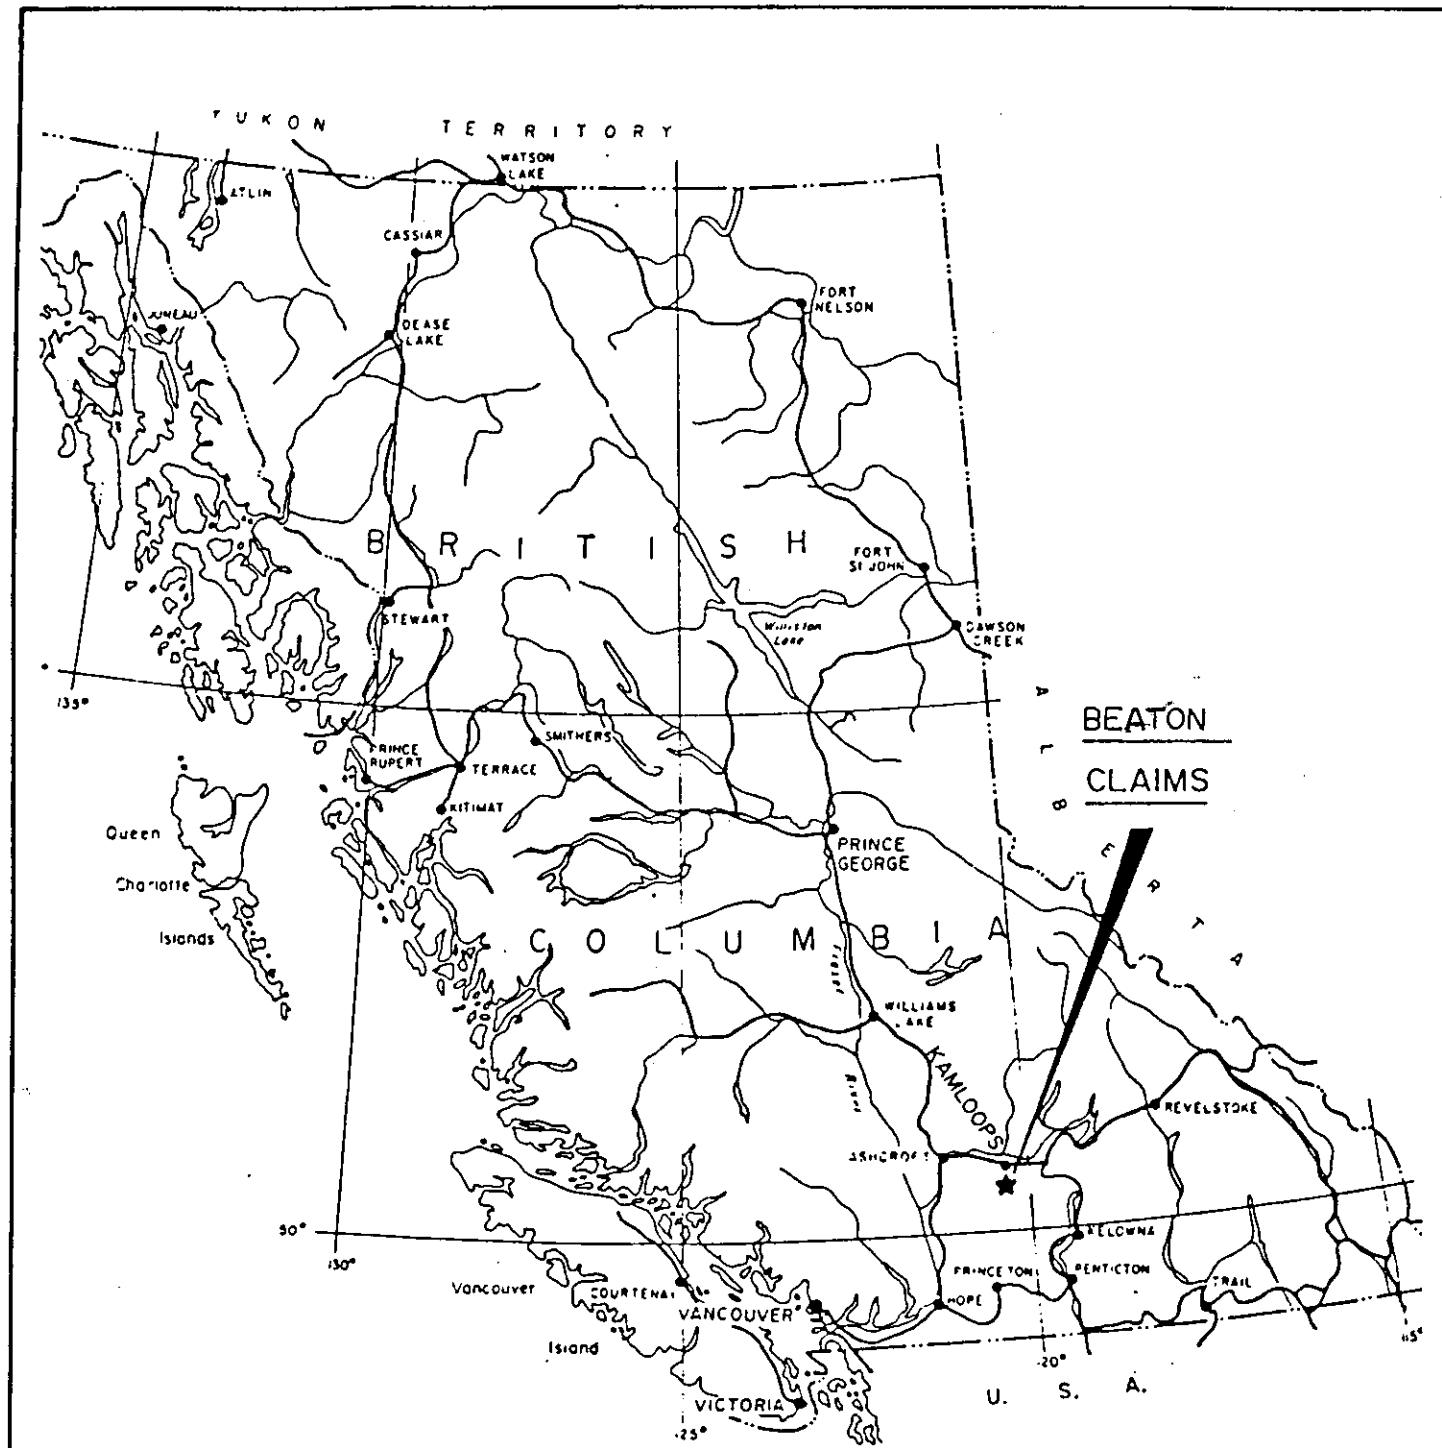 YUKON TERRITORY
WATSON
LAKE
ATLIN
CASSIAR
FORT
NELSON
JUNEAU
DEASE
LAKE
BRITISH
FORT
ST JOHN
STEWART
Williston
Lake
DAWSON
CREEK
135°
ALBERTA
BEATON
CLAIMS
PRINCE
RUPERT
SMITHERS
TERRACE
KITIMAT
Queen
Charlotte
Islands
PRINCE
GEORGE
COLUMBIA
Fraser
River
WILLIAMS
LAKE
KAMLOOPS
REVELSTOKE
ASHCROFT
50°
130°
KELOWNA
Vancouver
Island
COURTENAY
VANCOUVER
PRINCETON
PENTICTON
TRAIL
HOPE
VICTORIA
125°
120°
115°
U. S. A.